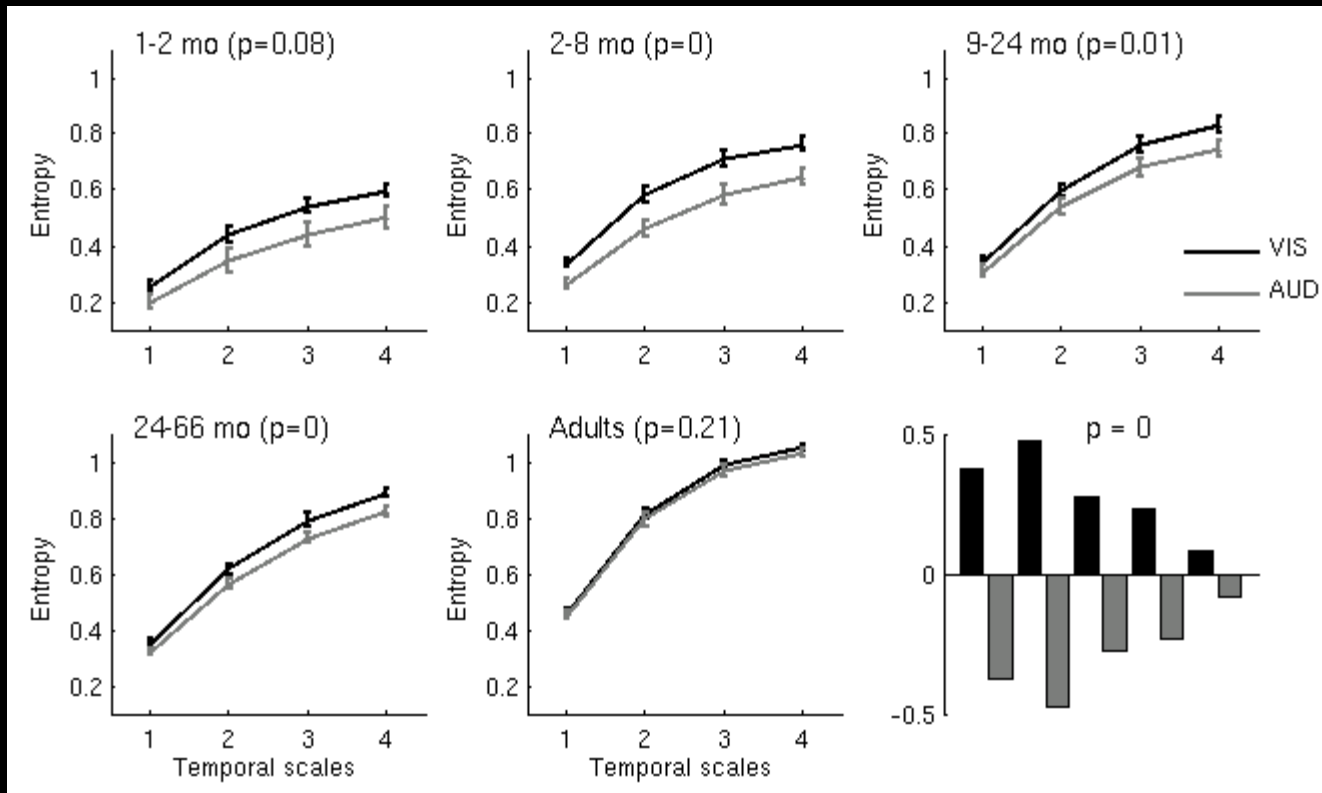 1-2 mo (p=0.08)
1
0.8
0.6
0.4
0.2
Entropy
1 2 3 4
2-8 mo (p=0)
1
0.8
0.6
0.4
0.2
Entropy
1 2 3 4
9-24 mo (p=0.01)
1
0.8
0.6
0.4
0.2
Entropy
1 2 3 4
VIS
AUD
24-66 mo (p=0)
1
0.8
0.6
0.4
0.2
Entropy
1 2 3 4
Temporal scales
Adults (p=0.21)
1
0.8
0.6
0.4
0.2
Entropy
1 2 3 4
Temporal scales
p = 0
0.5
0
-0.5